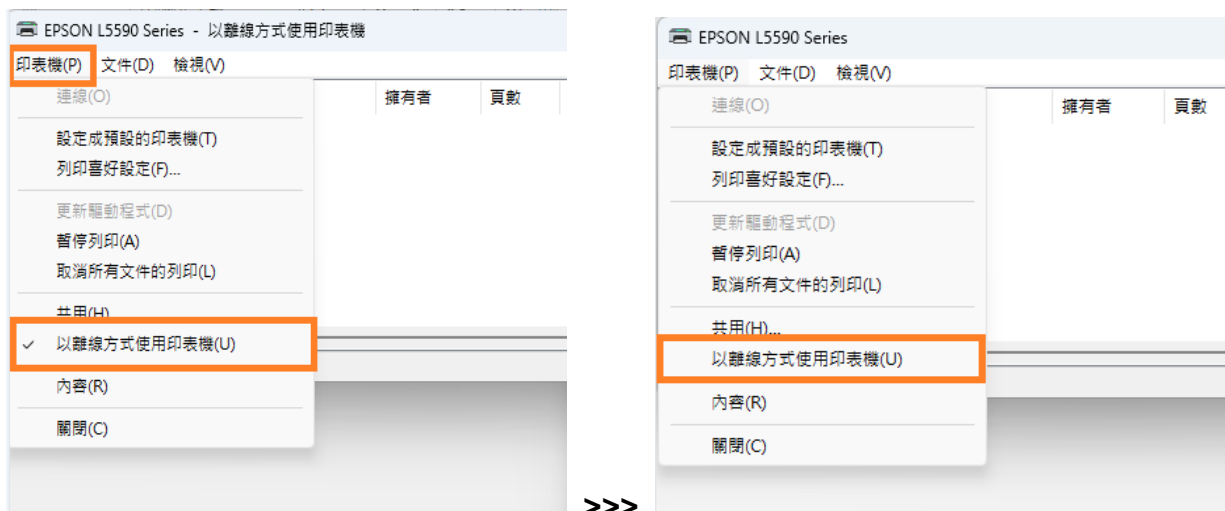 EPSON L5590 Series - 以離線方式使用印表機
印表機(P) 文件(D) 檢視(V)
連線(O)
擁有者 頁數
設定成預設的印表機(T)
列印喜好設定(F)...
更新驅動程式(D)
暫停列印(A)
取消所有文件的列印(L)
共用(H)
✓ 以離線方式使用印表機(U)
內容(R)
關閉(C)
>>>
EPSON L5590 Series
印表機(P) 文件(D) 檢視(V)
連線(O)
擁有者 頁數
設定成預設的印表機(T)
列印喜好設定(F)...
更新驅動程式(D)
暫停列印(A)
取消所有文件的列印(L)
共用(H)...
以離線方式使用印表機(U)
內容(R)
關閉(C)